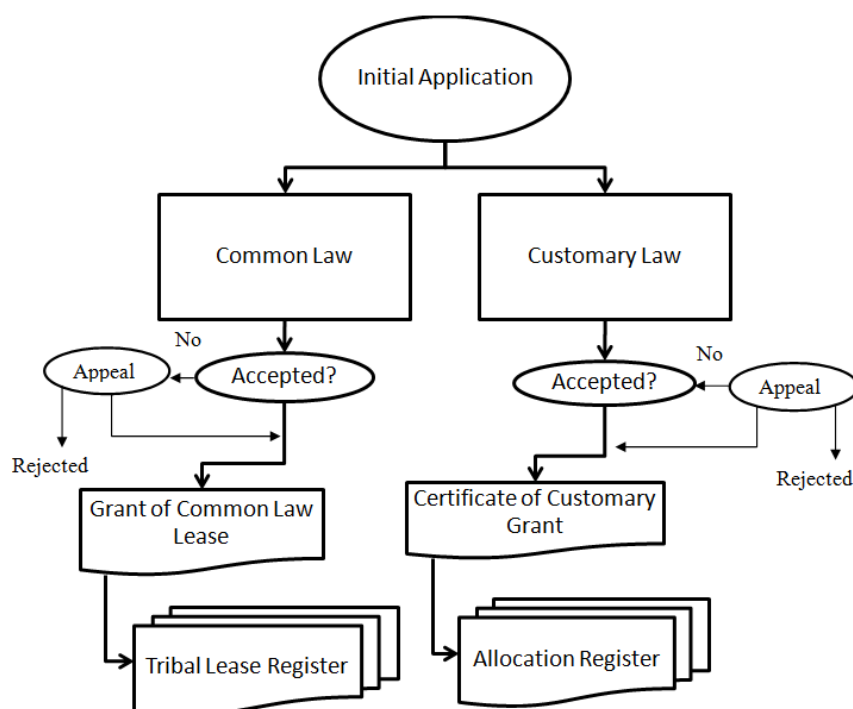 Initial Application
Common Law
Customary Law
No
Appeal
Accepted?
Rejected
No
Accepted?
Appeal
Rejected
Grant of Common Law
Lease
Certificate of Customary
Grant
Tribal Lease Register
Allocation Register